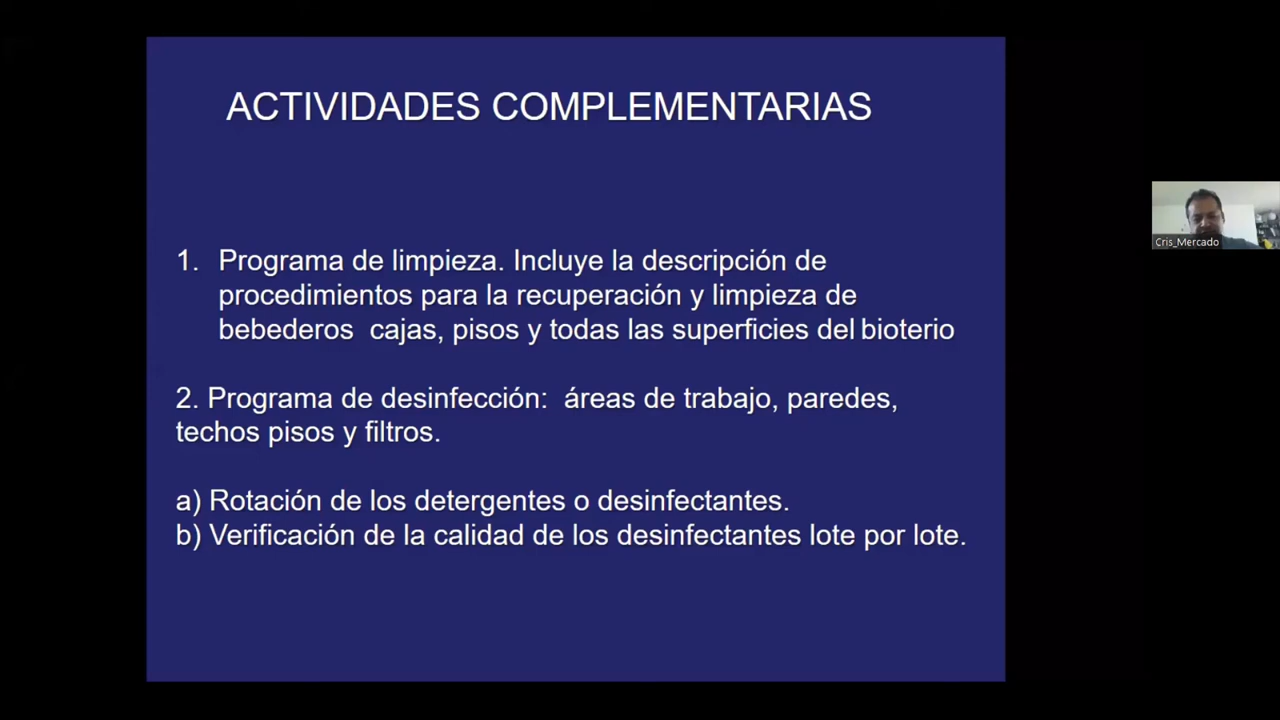 ACTIVIDADES COMPLEMENTARIAS
1. Programa de limpieza. Incluye la descripción de
procedimientos para la recuperación y limpieza de
bebederos cajas, pisos y todas las superficies del bioterio
2. Programa de desinfección: áreas de trabajo, paredes,
techos pisos y filtros.
a) Rotación de los detergentes o desinfectantes.
b) Verificación de la calidad de los desinfectantes lote por lote.
Cris_Mercado